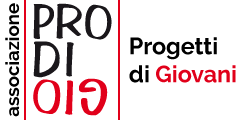 associazione
PRO
DI
GIO
Progetti
di Giovani